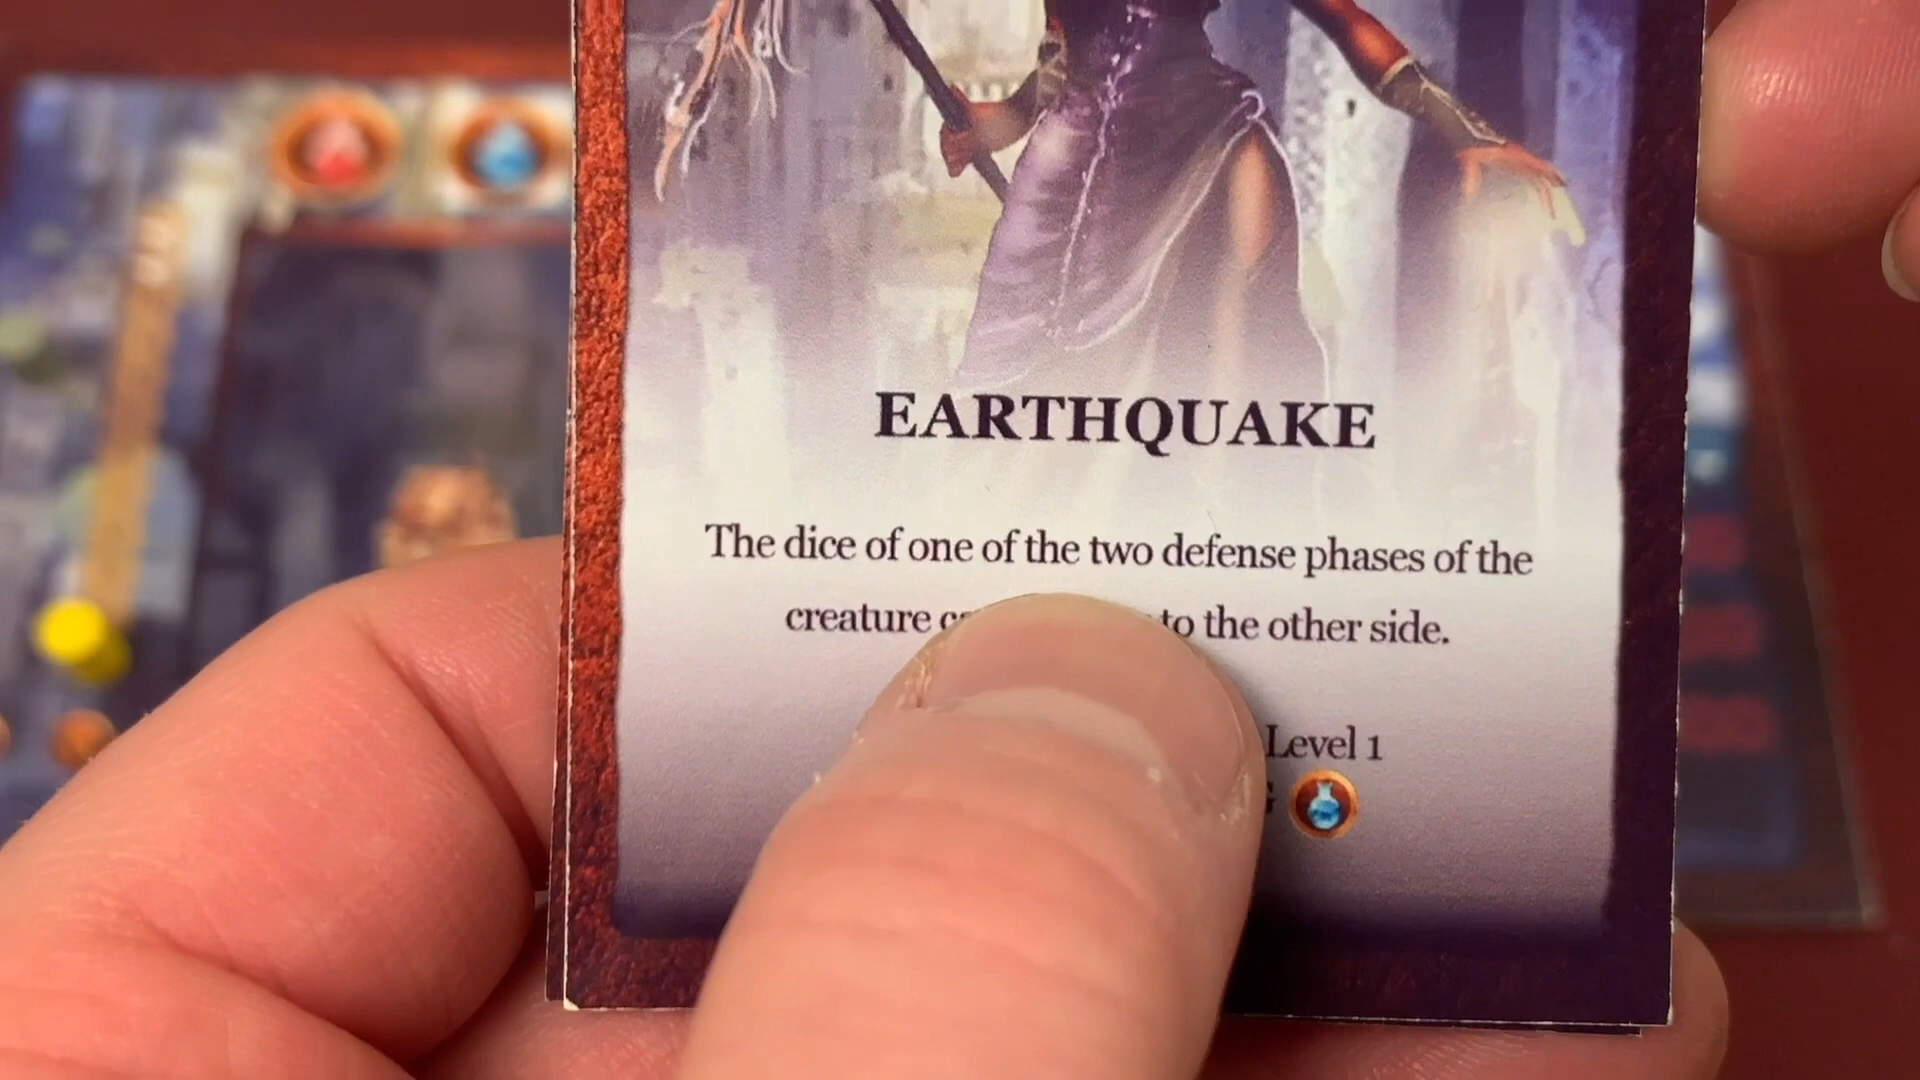 EARTHQUAKE
The dice of one of the two defense phases of the
creature to the other side.
Level 1